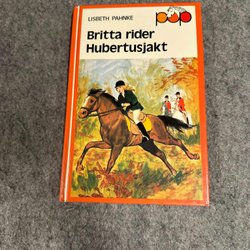 LISBETH PAHNKE
pop
Britta rider
Hubertusjakt